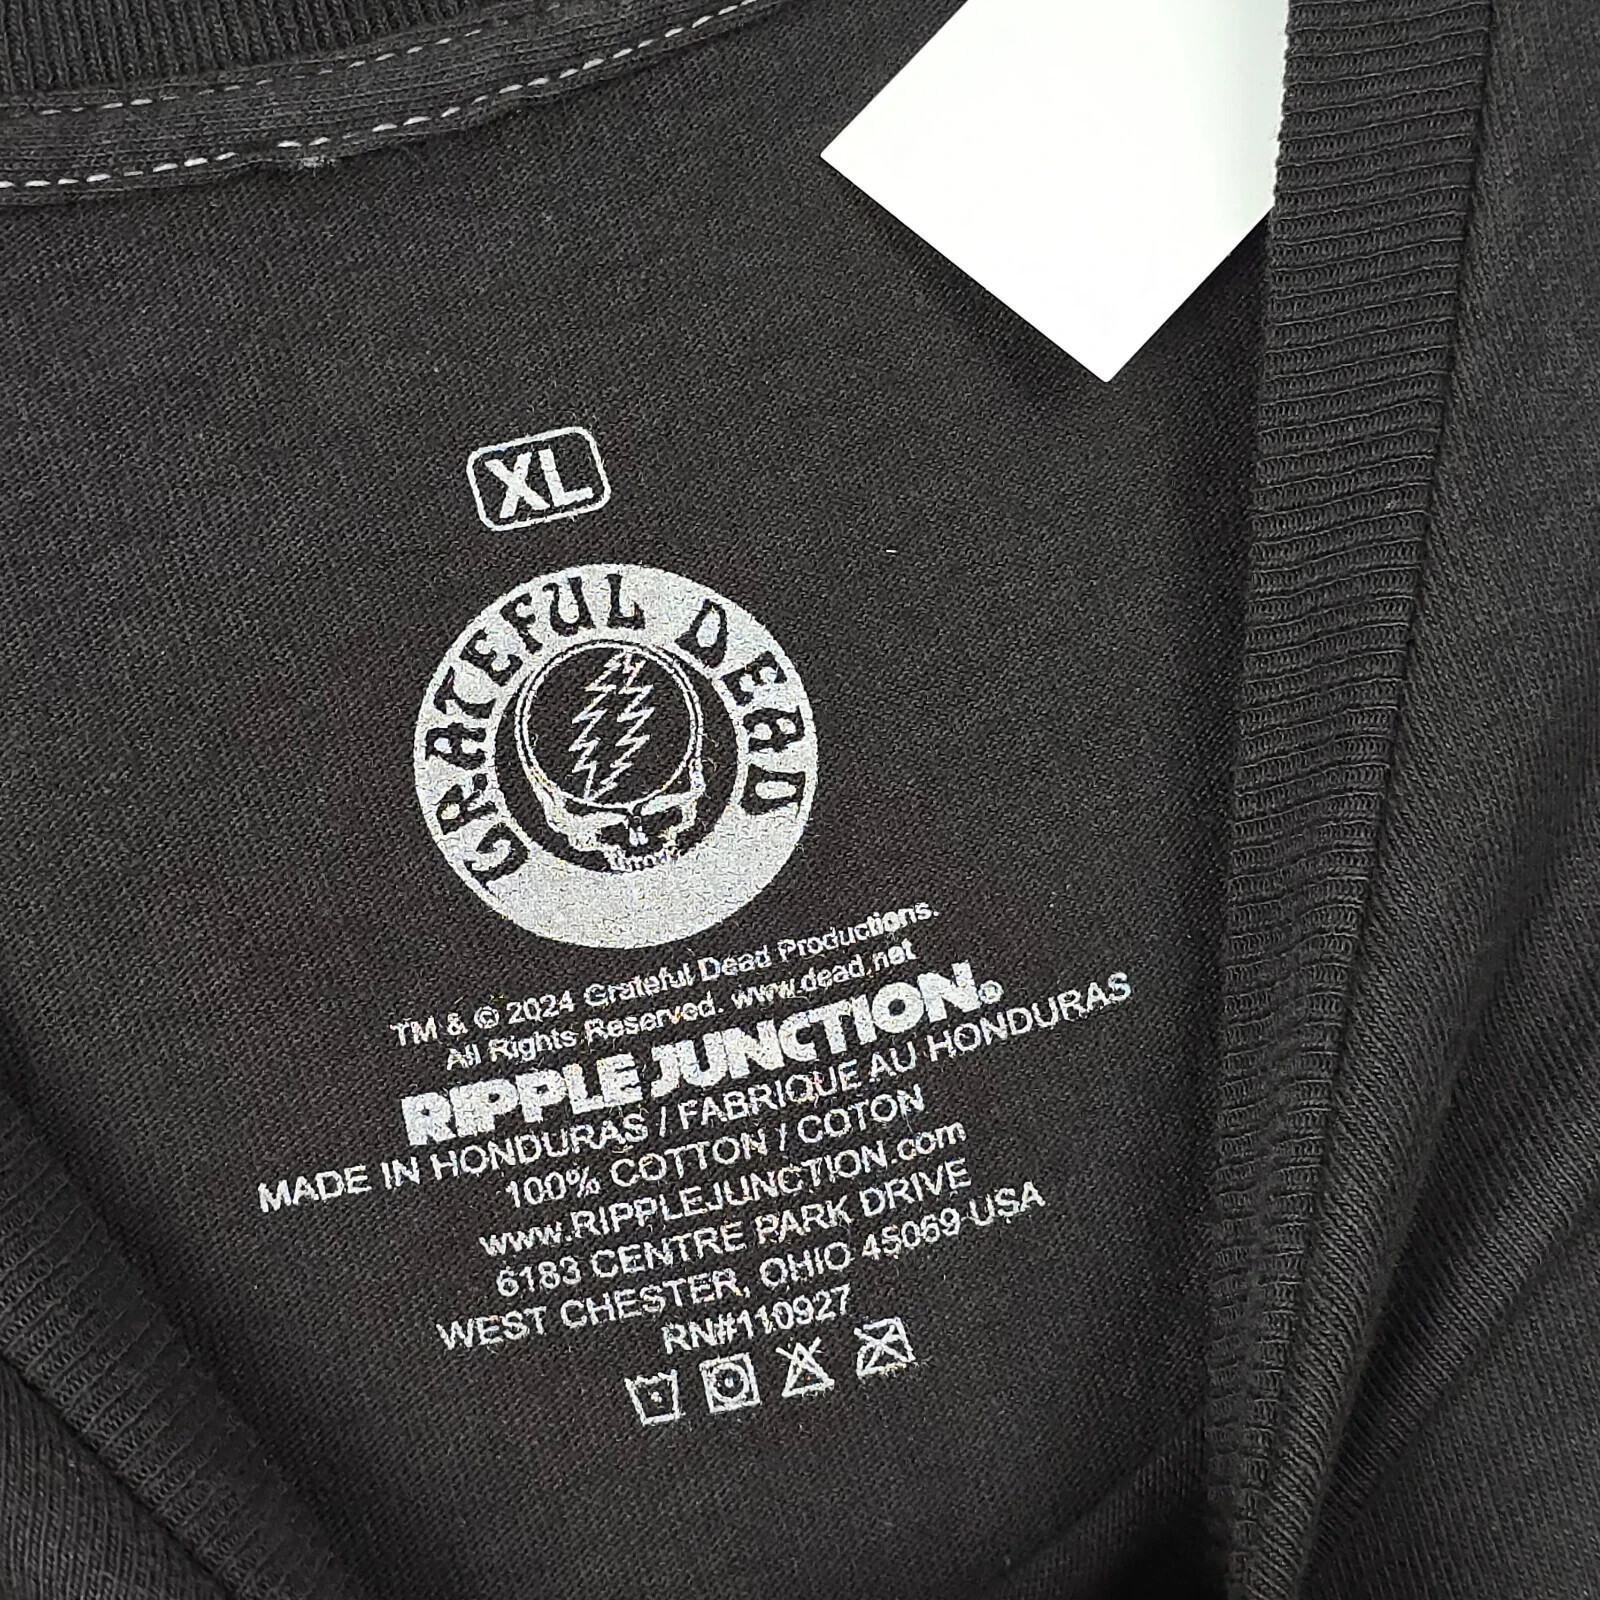 XL
GRATEFUL DEAD
TM & © 2024 Grateful Dead Productions.
All Rights Reserved. www.dead.net
RIPPLE JUNCTION®
MADE IN HONDURAS / FABRIQUE AU HONDURAS
100% COTTON / COTON
www.RIPPLEJUNCTION.com
6183 CENTRE PARK DRIVE
WEST CHESTER, OHIO 45069 USA
RN#110927